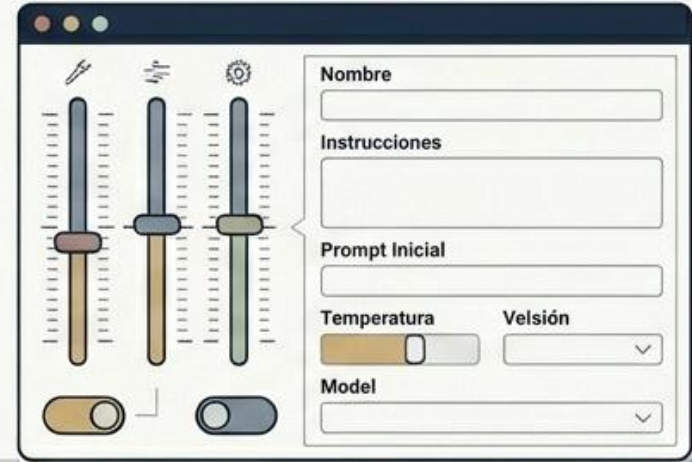 Nombre
Instrucciones
Prompt Inicial
Temperatura
Velsión
Model